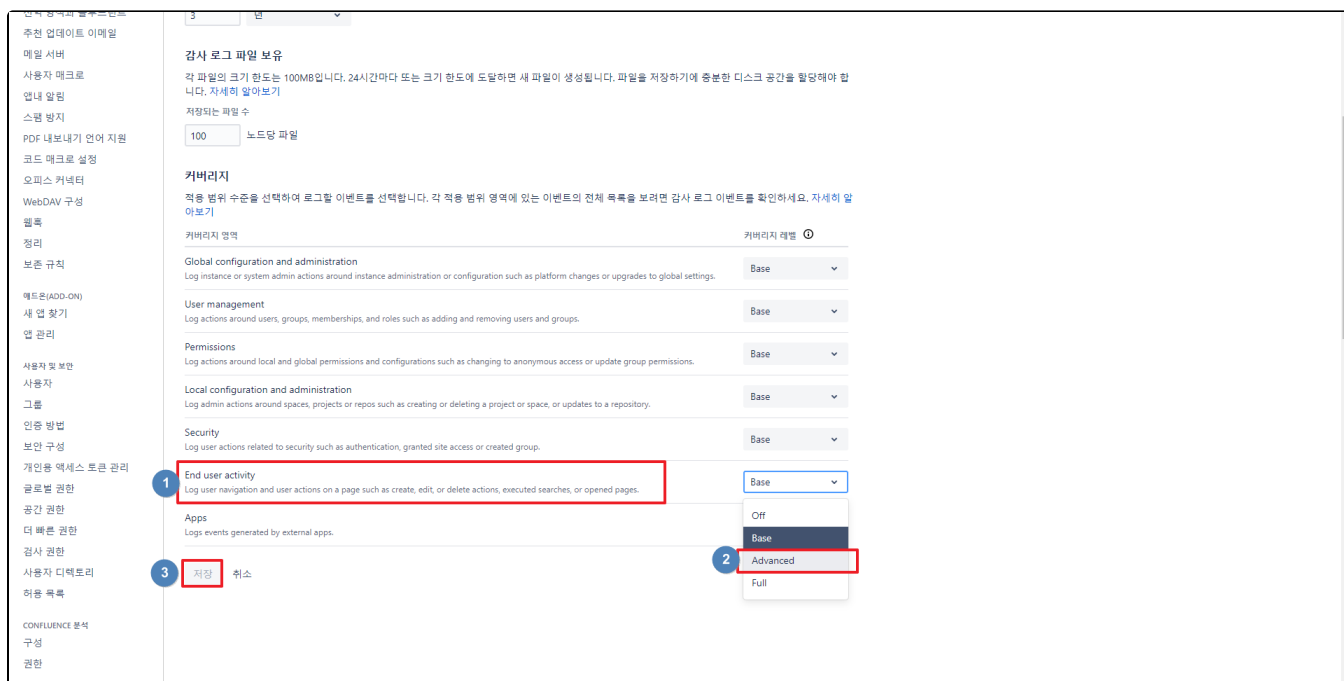 추천 업데이트 이메일
메일 서버
사용자 매크로
앱내 알림
스팸 방지
PDF 내보내기 언어 지원
코드 매크로 설정
오피스 커넥터
WebDAV 구성
웹훅
정리
보존 규칙
애드온(ADD-ON)
새 앱 찾기
앱 관리
사용자 및 보안
사용자
그룹
인증 방법
보안 구성
개인용 액세스 토큰 관리
글로벌 권한
공간 권한
더 빠른 권한
검사 권한
사용자 디렉토리
허용 목록
CONFLUENCE 분석
구성
권한
3 년
감사 로그 파일 보유
각 파일의 크기 한도는 100MB입니다. 24시간마다 또는 크기 한도에 도달하면 새 파일이 생성됩니다. 파일을 저장하기에 충분한 디스크 공간을 할당해야 합
니다. 자세히 알아보기
저장되는 파일 수
100 노드당 파일
커버리지
적용 범위 수준을 선택하여 로그할 이벤트를 선택합니다. 각 적용 범위 영역에 있는 이벤트의 전체 목록을 보려면 감사 로그 이벤트를 확인하세요. 자세히 알
아보기
커버리지 영역 커버리지 레벨
Global configuration and administration Base
Log instance or system admin actions around instance administration or configuration such as platform changes or upgrades to global settings.
User management Base
Log actions around users, groups, memberships, and roles such as adding and removing users and groups.
Permissions Base
Log actions around local and global permissions and configurations such as changing to anonymous access or update group permissions.
Local configuration and administration Base
Log admin actions around spaces, projects or repos such as creating or deleting a project or space, or updates to a repository.
Security Base
Log user actions related to security such as authentication, granted site access or created group.
1 End user activity Base
Log user navigation and user actions on a page such as create, edit, or delete actions, executed searches, or opened pages.
Apps
Logs events generated by external apps.
Off
Base
2 Advanced
Full
3 저장 취소